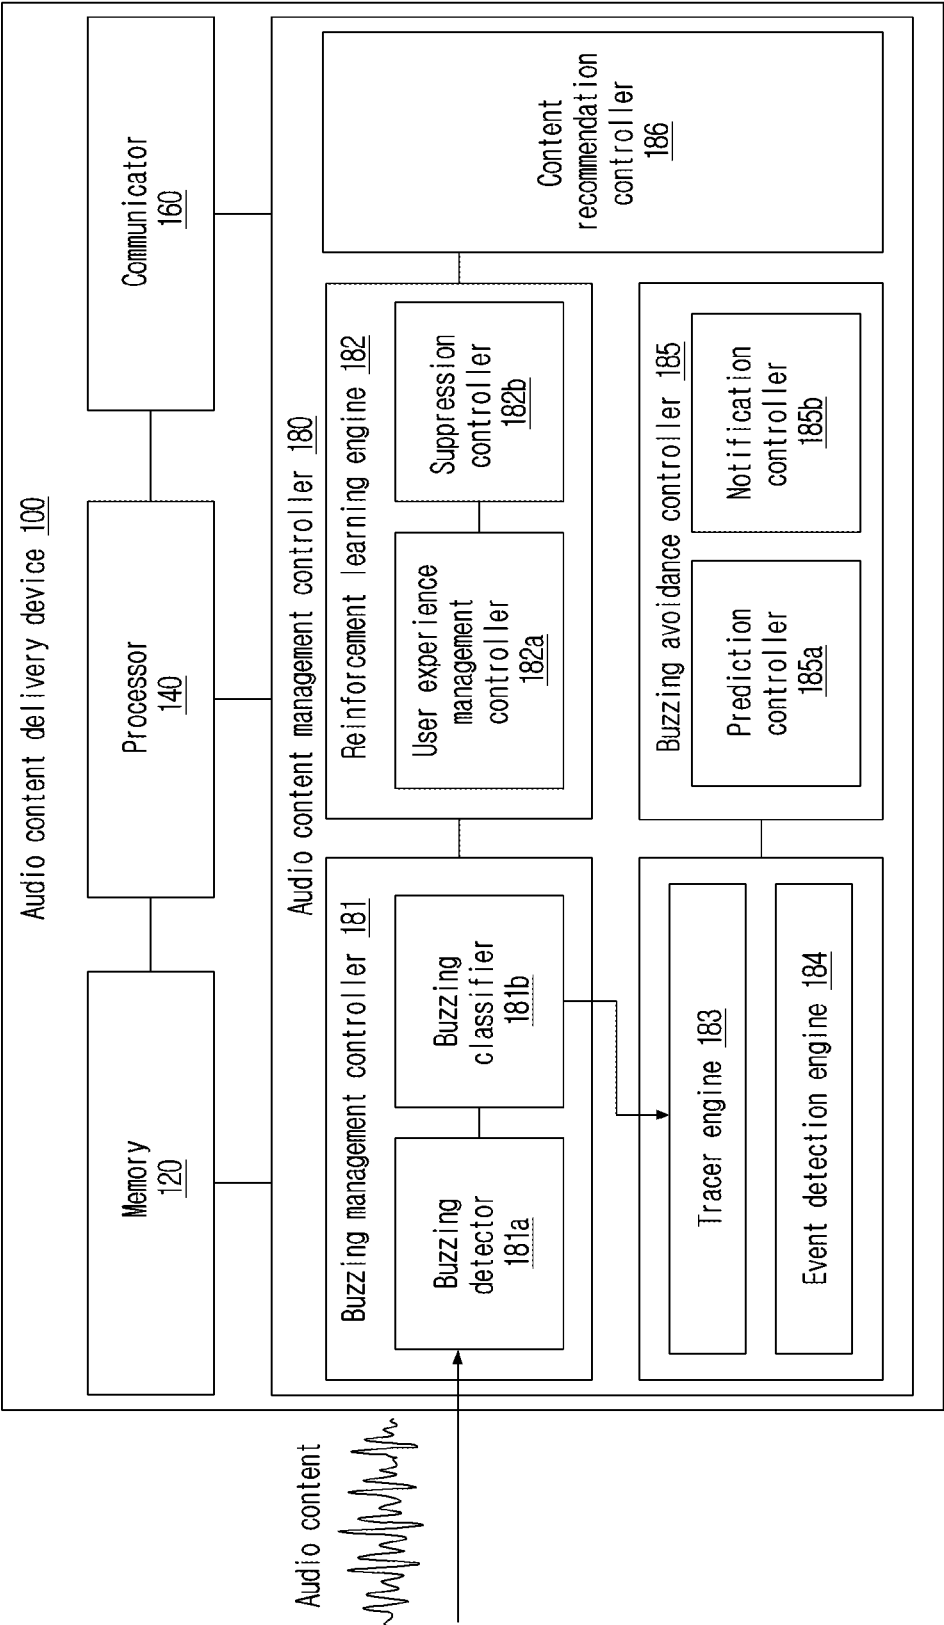 Audio content delivery device 100
Memory
120
Processor
140
Communicator
160
Audio content management controller 180
Audio content
Buzzing management controller 181
Buzzing
detector
181a
Buzzing
classifier
181b
Reinforcement learning engine 182
User experience
management
controller
182a
Suppression
controller
182b
Content
recommendation
controller
186
Tracer engine 183
Event detection engine 184
Buzzing avoidance controller 185
Prediction
controller
185a
Notification
controller
185b